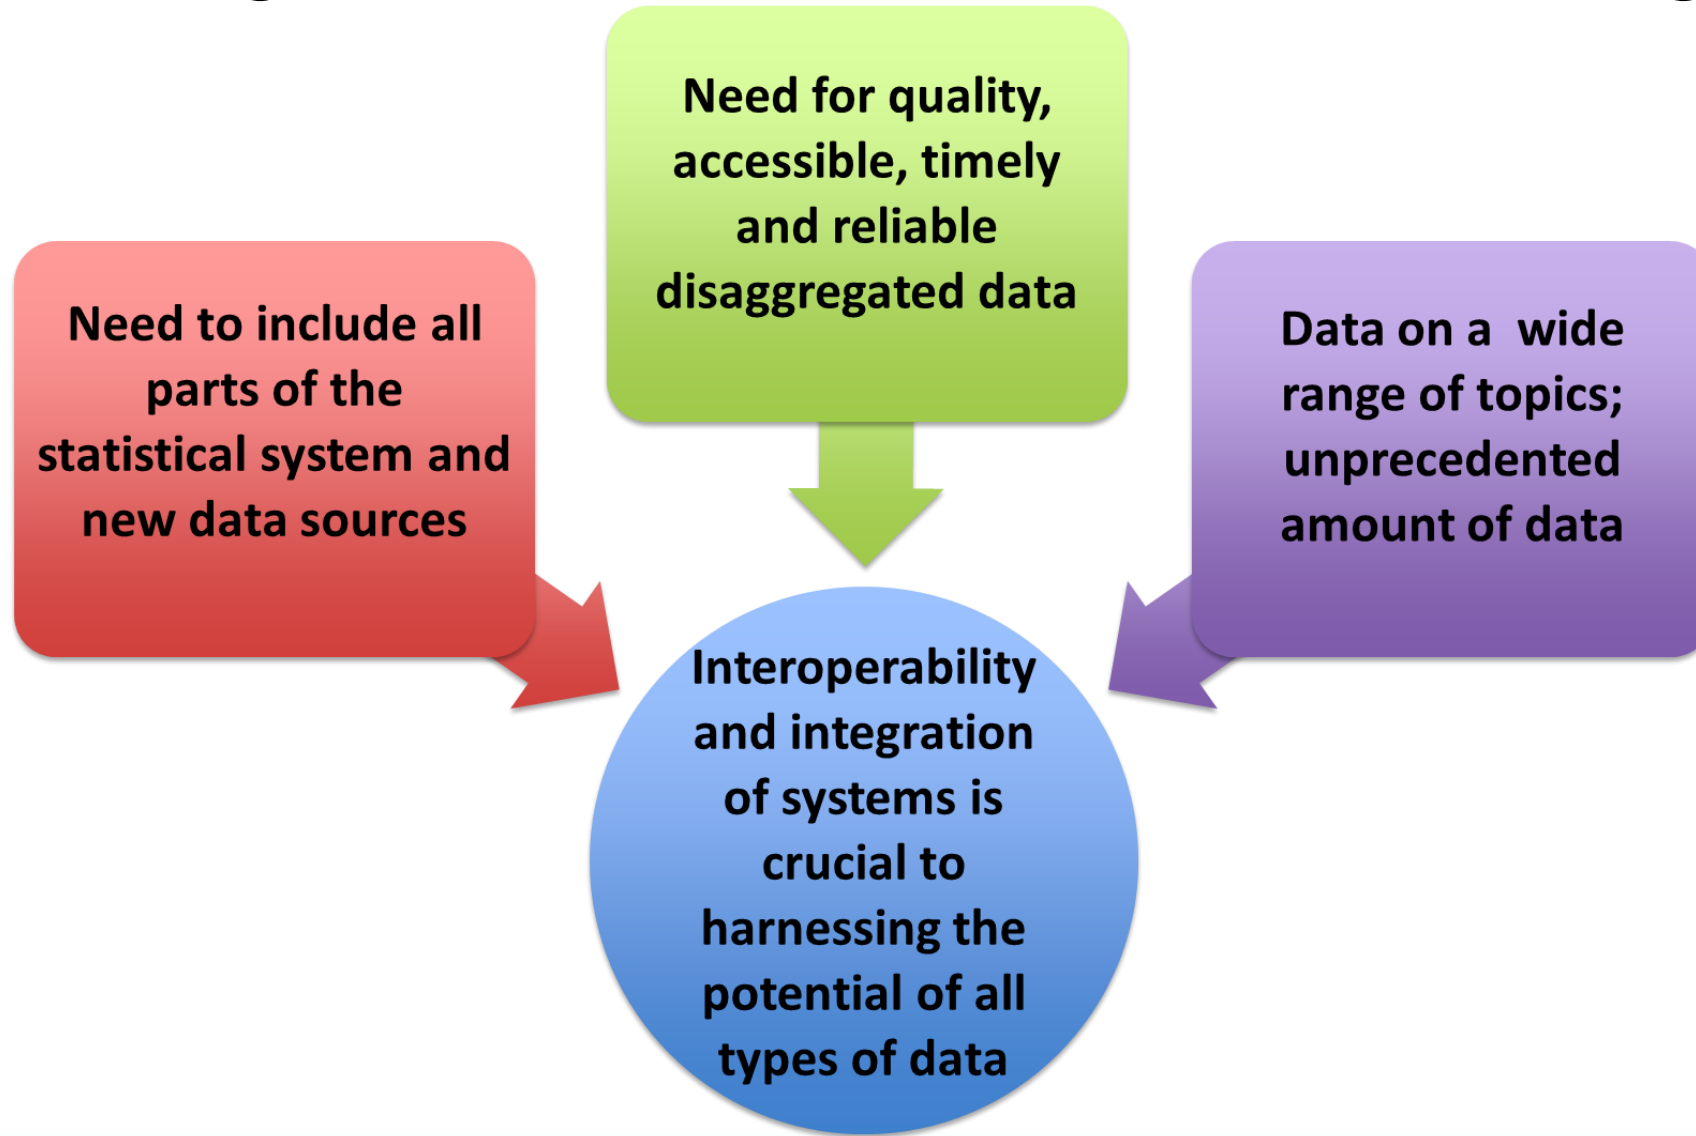 Need for quality,
accessible, timely
and reliable
disaggregated data
Need to include all
parts of the
statistical system and
new data sources
Data on a  wide
range of topics;
unprecedented
amount of data
Interoperability
and integration
of systems is
crucial to
harnessing the
potential of all
types of data